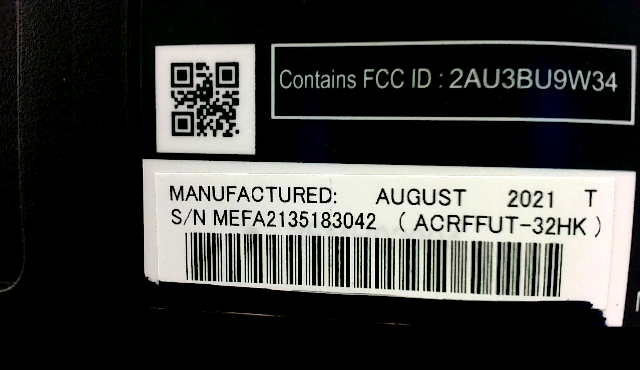 Contains FCC ID : 2AU3BU9W34
MANUFACTURED: AUGUST 2021 T
S/N MEFA2135183042 ( ACRFFUT-32HK )